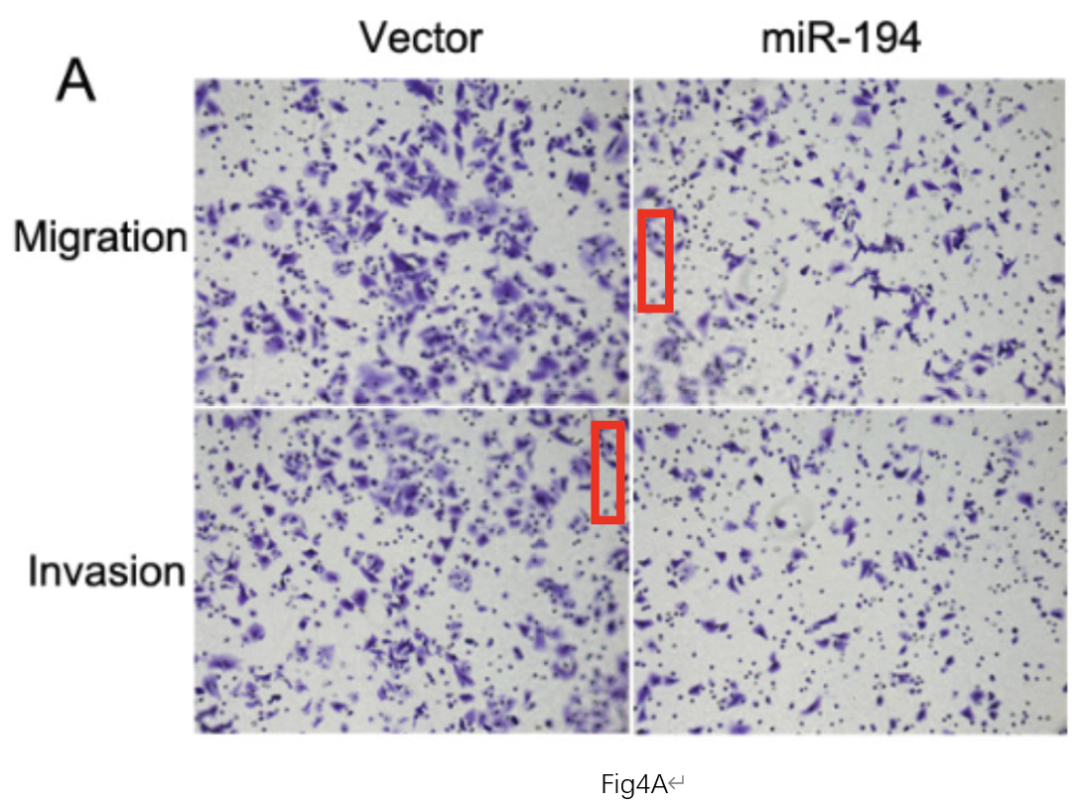 Vector miR-194
A
Migration
Invasion
Fig4A↵